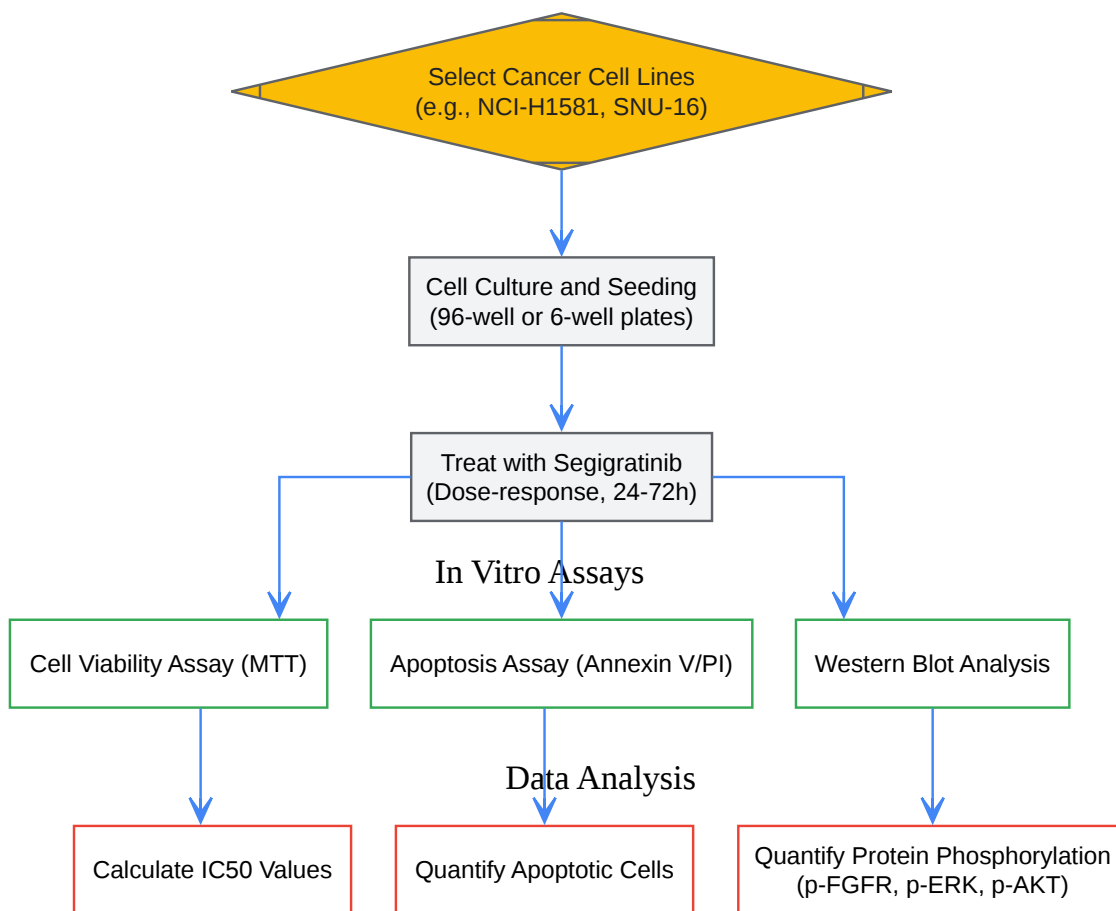 Select Cancer Cell Lines
(e.g., NCI-H1581, SNU-16)
Cell Culture and Seeding
(96-well or 6-well plates)
Treat with Segigratinib
(Dose-response, 24-72h)
In Vitro Assays
Cell Viability Assay (MTT)
Apoptosis Assay (Annexin V/PI)
Western Blot Analysis
Data Analysis
Calculate IC50 Values
Quantify Apoptotic Cells
Quantify Protein Phosphorylation
(p-FGFR, p-ERK, p-AKT)